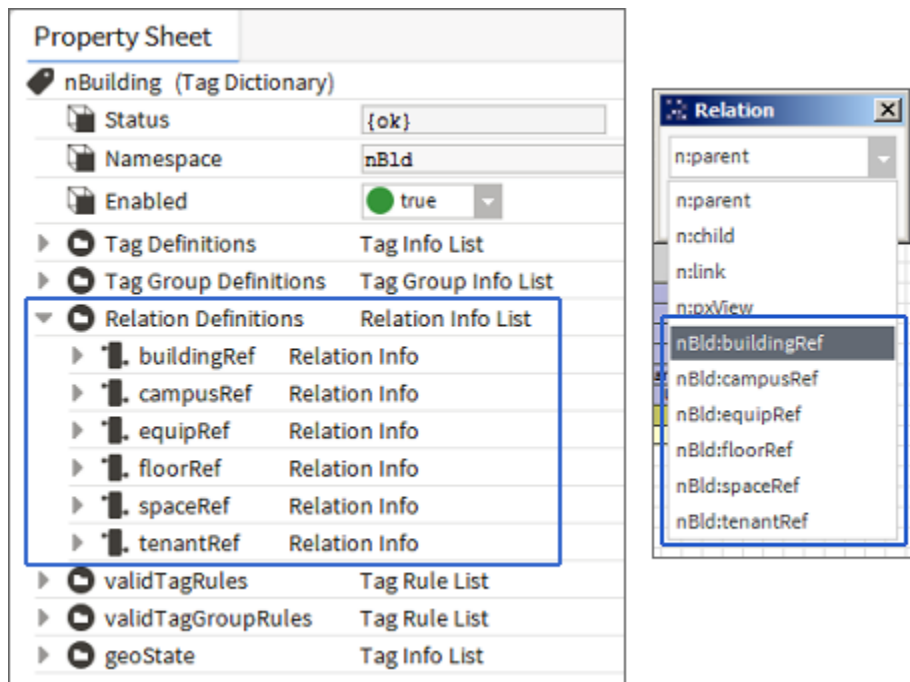 Property Sheet
nBuilding (Tag Dictionary)
Status {ok}
Namespace nBld
Enabled true
Tag Definitions Tag Info List
Tag Group Definitions Tag Group Info List
Relation Definitions Relation Info List
buildingRef Relation Info
campusRef Relation Info
equipRef Relation Info
floorRef Relation Info
spaceRef Relation Info
tenantRef Relation Info
validTagRules Tag Rule List
validTagGroupRules Tag Rule List
geoState Tag Info List
Relation
n:parent
n:parent
n:child
n:link
n:pxView
nBld:buildingRef
nBld:campusRef
nBld:equipRef
nBld:floorRef
nBld:spaceRef
nBld:tenantRef